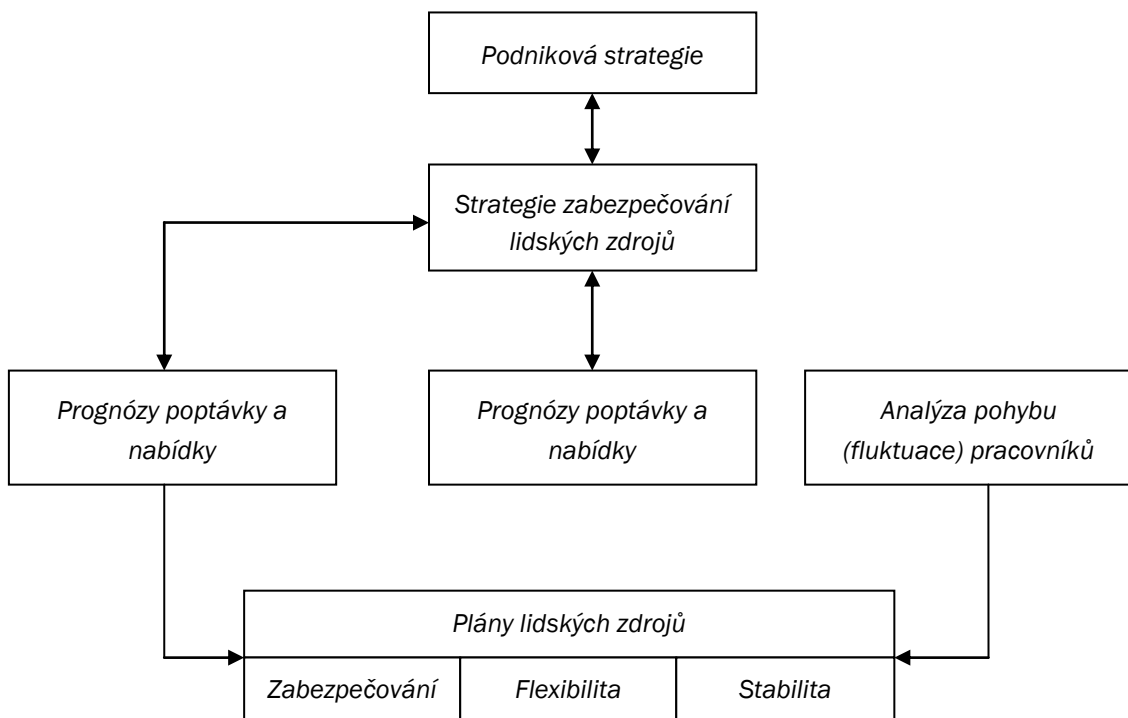 Podniková strategie
Strategie zabezpečování
lidských zdrojů
Prognózy poptávky a
nabídky
Prognózy poptávky a
nabídky
Analýza pohybu
(fluktuace) pracovníků
Plány lidských zdrojů
Zabezpečování
Flexibilita
Stabilita